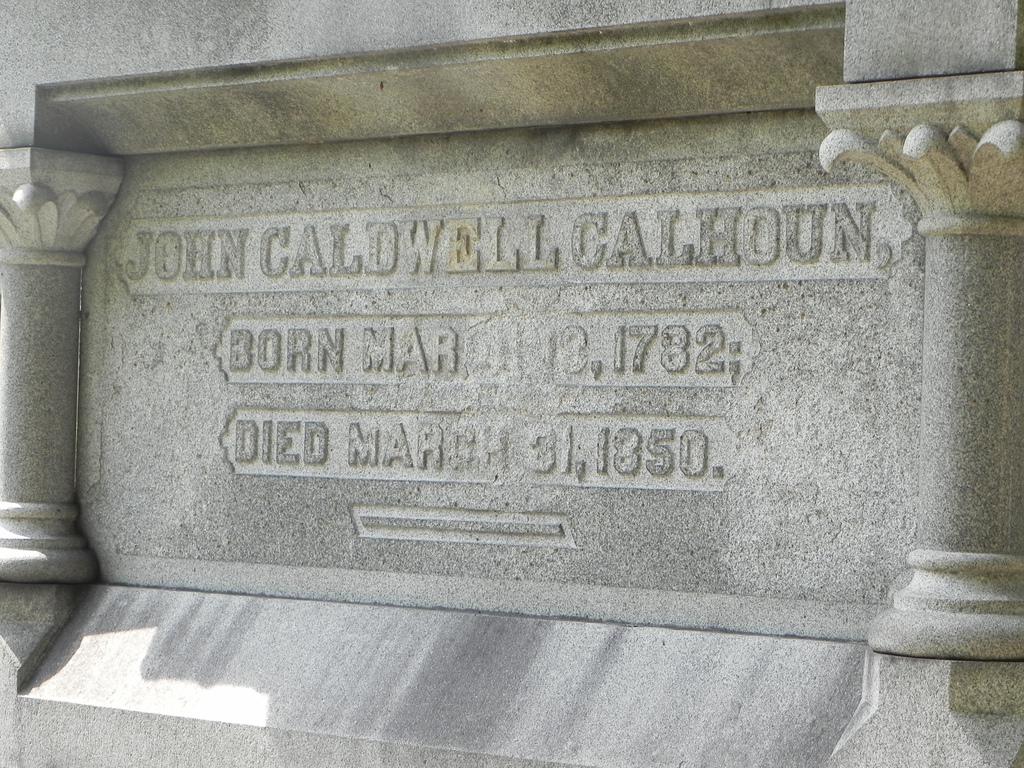 JOHN CALDWELL CALHOUN,
BORN MARCH 18, 1782;
DIED MARCH 31, 1850.